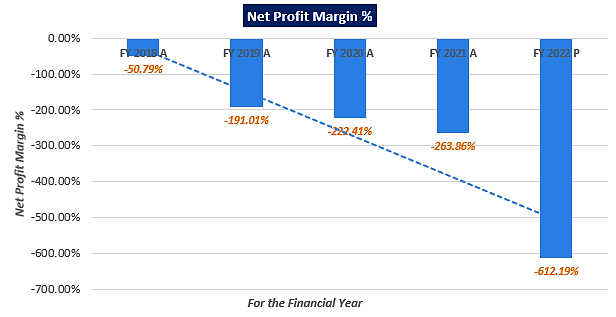 Net Profit Margin %
0.00%
FY 2018 A
FY 2019 A
FY 2020 A
FY 2021 A
FY 2022 P
-50.79%
-100.00%
-191.01%
-200.00%
-222.41%
-263.86%
-300.00%
-400.00%
-500.00%
-600.00%
-612.19%
-700.00%
Net Profit Margin %
For the Financial Year